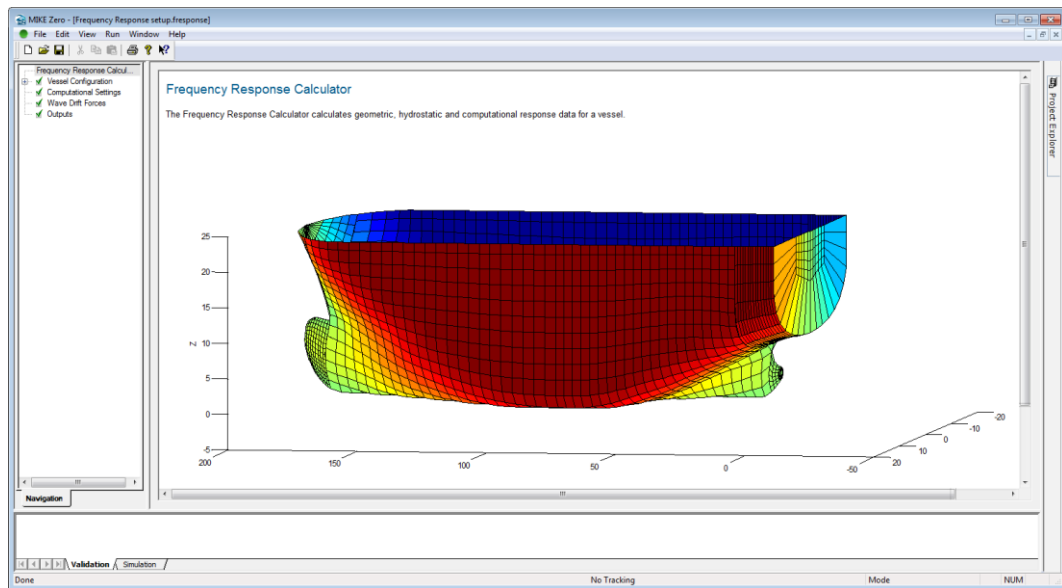 MIKE Zero - [Frequency Response setup.fresponse]
File Edit View Run Window Help
Frequency Response Calcul...
Vessel Configuration
Computational Settings
Wave Drift Forces
Outputs
Navigation
Frequency Response Calculator
The Frequency Response Calculator calculates geometric, hydrostatic and computational response data for a vessel.
25
20
15
10
5
0
-5
Z
200
150
100
50
0
-50
20
10
0
-10
-20
Project Explorer
Validation
Simulation
Done
No Tracking
Mode
NUM